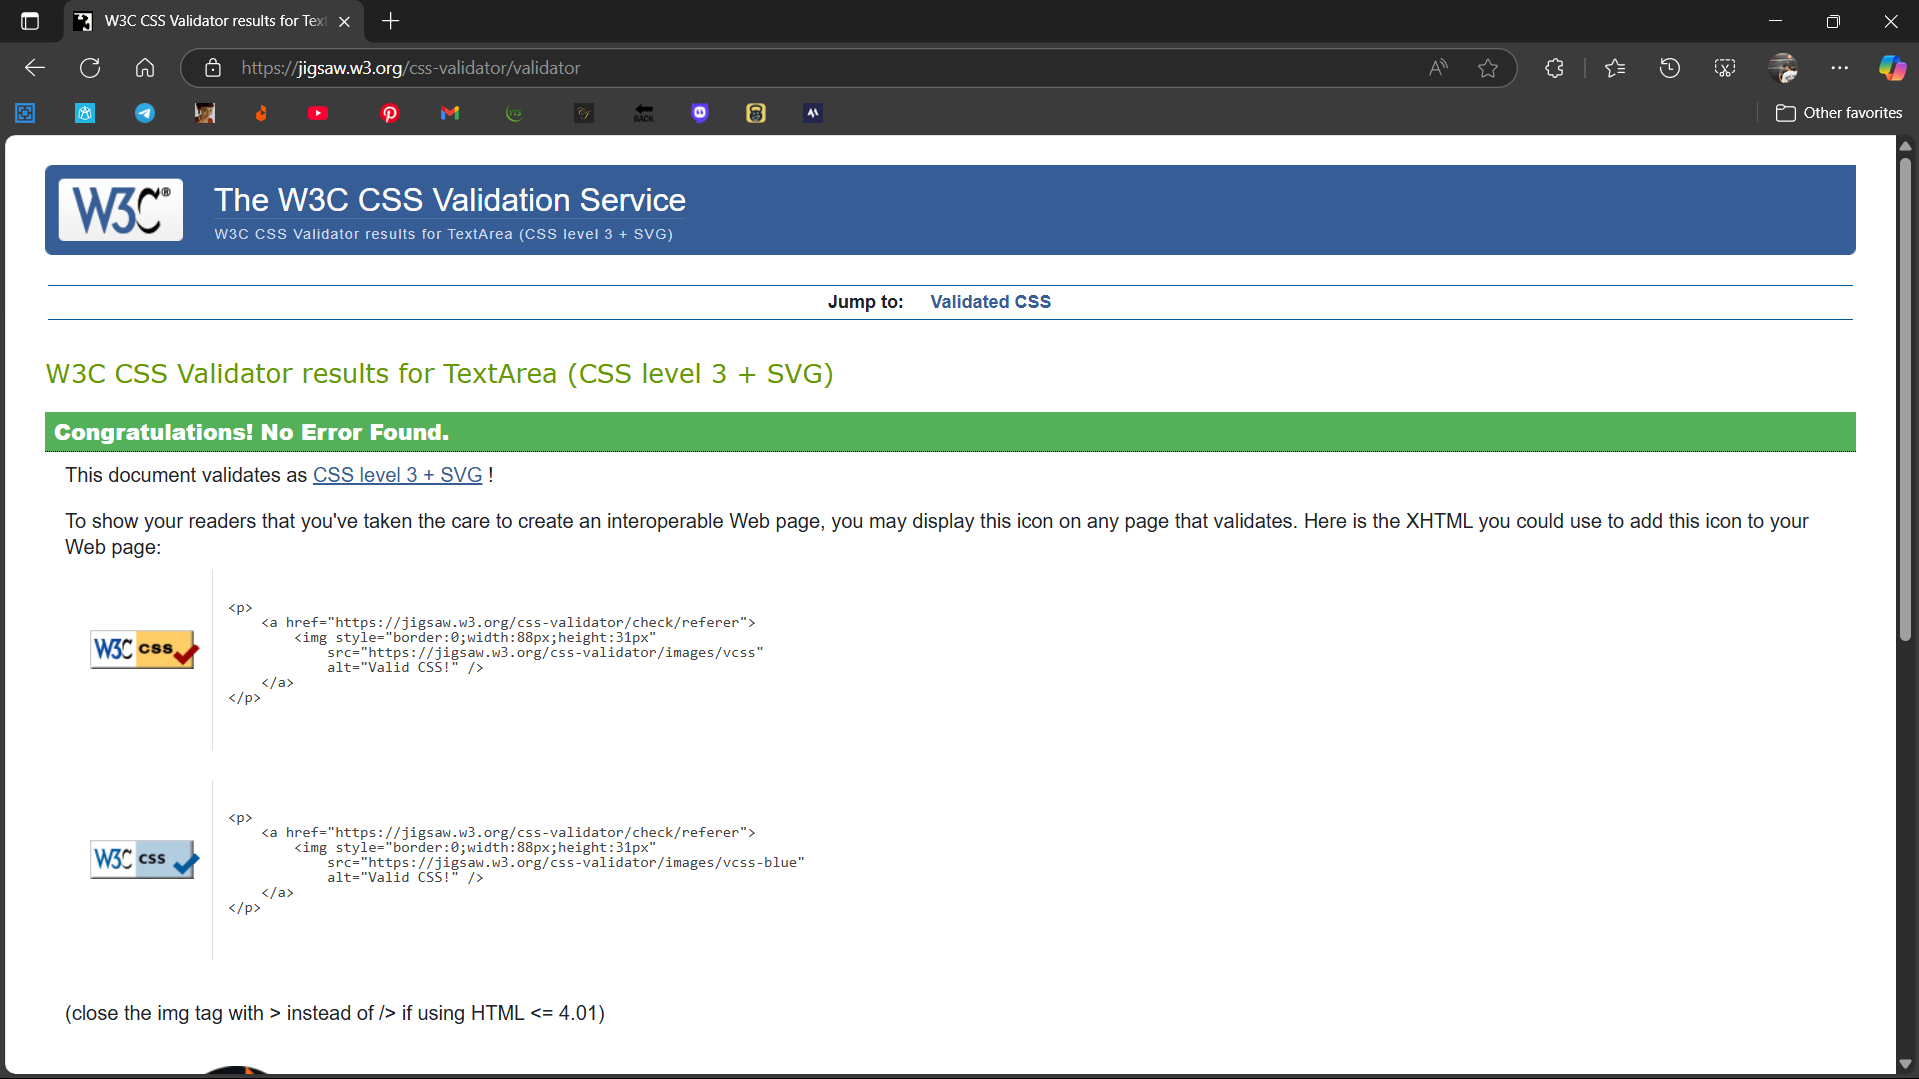 W3C CSS Validator results for Text
https://jigsaw.w3.org/css-validator/validator
BACK
Other favorites
W3C®
The W3C CSS Validation Service
W3C CSS Validator results for TextArea (CSS level 3 + SVG)
Jump to: Validated CSS
W3C CSS Validator results for TextArea (CSS level 3 + SVG)
Congratulations! No Error Found.
This document validates as CSS level 3 + SVG !
To show your readers that you've taken the care to create an interoperable Web page, you may display this icon on any page that validates. Here is the XHTML you could use to add this icon to your
Web page:
W3C css
<p>
<a href="https://jigsaw.w3.org/css-validator/check/referer">
<img style="border:0;width:88px;height:31px"
src="https://jigsaw.w3.org/css-validator/images/vcss"
alt="Valid CSS!" />
</a>
</p>
W3C css
<p>
<a href="https://jigsaw.w3.org/css-validator/check/referer">
<img style="border:0;width:88px;height:31px"
src="https://jigsaw.w3.org/css-validator/images/vcss-blue"
alt="Valid CSS!" />
</a>
</p>
(close the img tag with > instead of /> if using HTML <= 4.01)